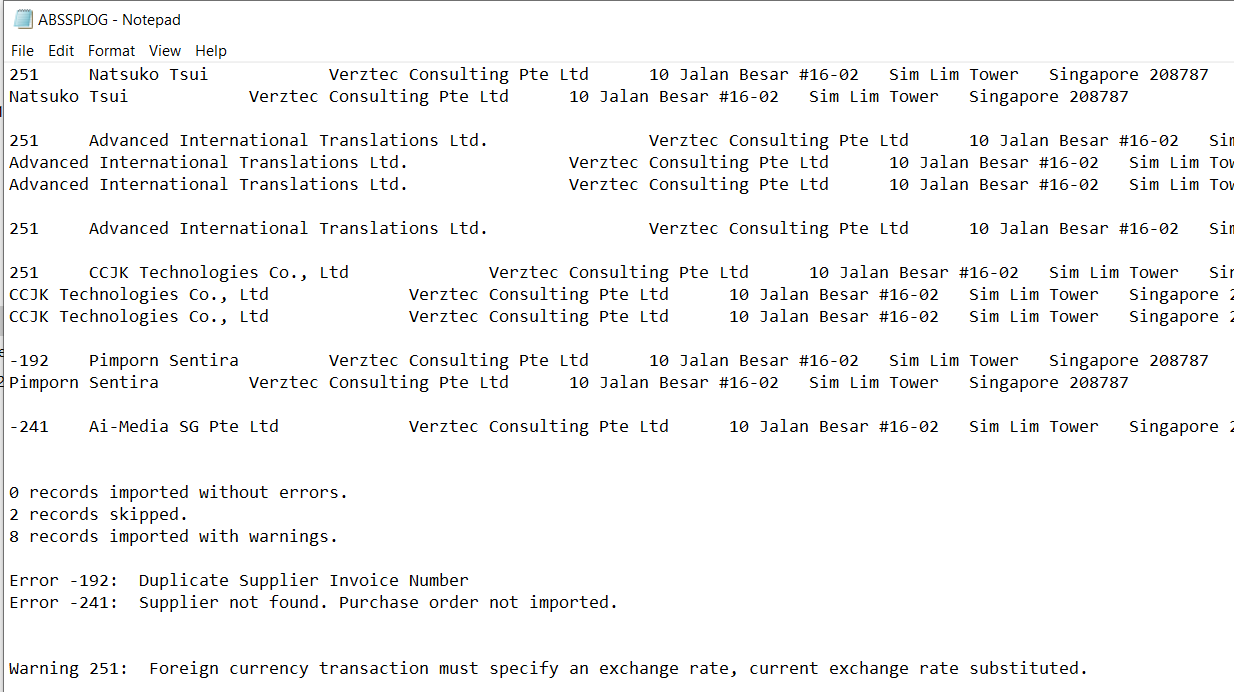 ABSSPLOG - Notepad
File Edit Format View Help
251 Natsuko Tsui Verztec Consulting Pte Ltd 10 Jalan Besar #16-02 Sim Lim Tower Singapore 208787
Natsuko Tsui Verztec Consulting Pte Ltd 10 Jalan Besar #16-02 Sim Lim Tower Singapore 208787
251 Advanced International Translations Ltd. Verztec Consulting Pte Ltd 10 Jalan Besar #16-02
Advanced International Translations Ltd. Verztec Consulting Pte Ltd 10 Jalan Besar #16-02 Sim Lim
Advanced International Translations Ltd. Verztec Consulting Pte Ltd 10 Jalan Besar #16-02 Sim Lim
251 Advanced International Translations Ltd. Verztec Consulting Pte Ltd 10 Jalan Besar #16-02
251 CCJK Technologies Co., Ltd Verztec Consulting Pte Ltd 10 Jalan Besar #16-02 Sim Lim Tower
CCJK Technologies Co., Ltd Verztec Consulting Pte Ltd 10 Jalan Besar #16-02 Sim Lim Tower Singapore
CCJK Technologies Co., Ltd Verztec Consulting Pte Ltd 10 Jalan Besar #16-02 Sim Lim Tower Singapore
-192 Pimporn Sentira Verztec Consulting Pte Ltd 10 Jalan Besar #16-02 Sim Lim Tower Singapore 208787
Pimporn Sentira Verztec Consulting Pte Ltd 10 Jalan Besar #16-02 Sim Lim Tower Singapore 208787
-241 Ai-Media SG Pte Ltd Verztec Consulting Pte Ltd 10 Jalan Besar #16-02 Sim Lim Tower Singapore
0 records imported without errors.
2 records skipped.
8 records imported with warnings.
Error -192: Duplicate Supplier Invoice Number
Error -241: Supplier not found. Purchase order not imported.
Warning 251: Foreign currency transaction must specify an exchange rate, current exchange rate substituted.